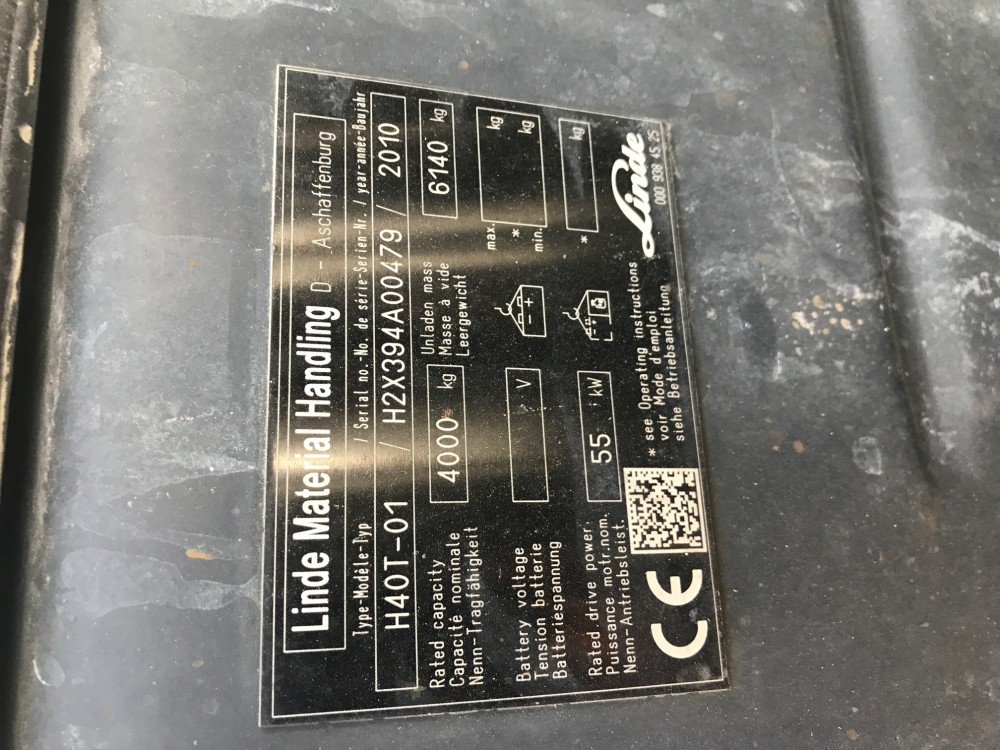 Linde Material Handling D - Aschaffenburg
Type-Modèle-Typ / Serial no.-No. de série-Serien-Nr. / year-année-Baujahr
H40T-01 / H2X394A00479 / 2010
Rated capacity
Capacité nominale
Nenn-Tragfähigkeit
4000 kg
Unladen mass
Masse à vide
Leergewicht
6140 kg
Battery voltage
Tension batterie
Batteriespannung
V
- +
max. kg
*
min. kg
Rated drive power
Puissance motr.nom.
Nenn-Antriebsleist.
55 kW
* kg
CE
* see Operating instructions
voir Mode d'emploi
siehe Betriebsanleitung
Linde
000 938 45 25